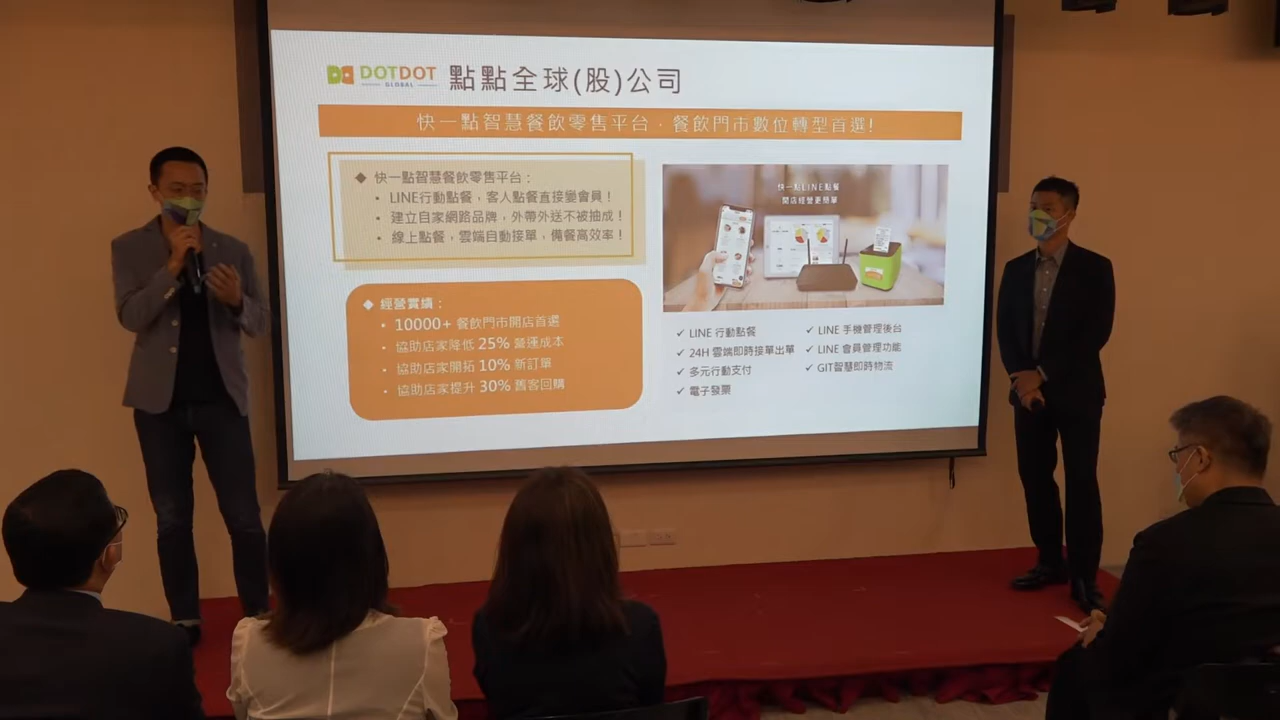 DOTDOT
GLOBAL
點點全球(股)公司
快一點智慧餐飲零售平台，餐飲門市數位轉型首選!
◆ 快一點智慧餐飲零售平台：
• LINE行動點餐，客人點餐直接變會員！
• 建立自家網路品牌，外帶外送不被抽成！
• 線上點餐，雲端自動接單，備餐高效率！
◆ 經營實績：
• 10000+ 餐飲門市開店首選
• 協助店家降低 25% 營運成本
• 協助店家開拓 10% 新訂單
• 協助店家提升 30% 舊客回購
快一點LINE點餐
開店經營更簡單
✓ LINE 行動點餐
✓ 24H 雲端即時接單出單
✓ 多元行動支付
✓ 電子發票
✓ LINE 手機管理後台
✓ LINE 會員管理功能
✓ GIT智慧即時物流